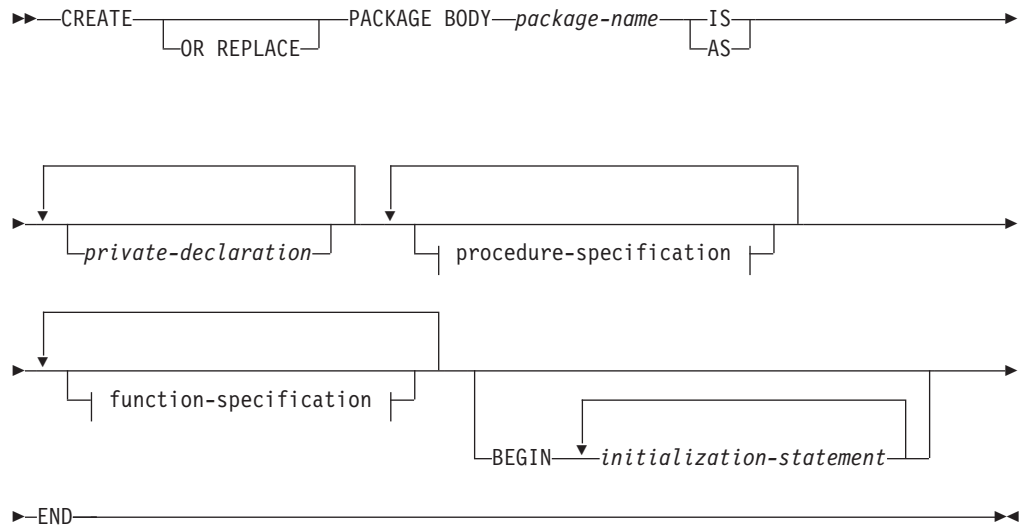 CREATE PACKAGE BODY package-name IS
OR REPLACE AS
private-declaration procedure-specification
function-specification
BEGIN initialization-statement
END